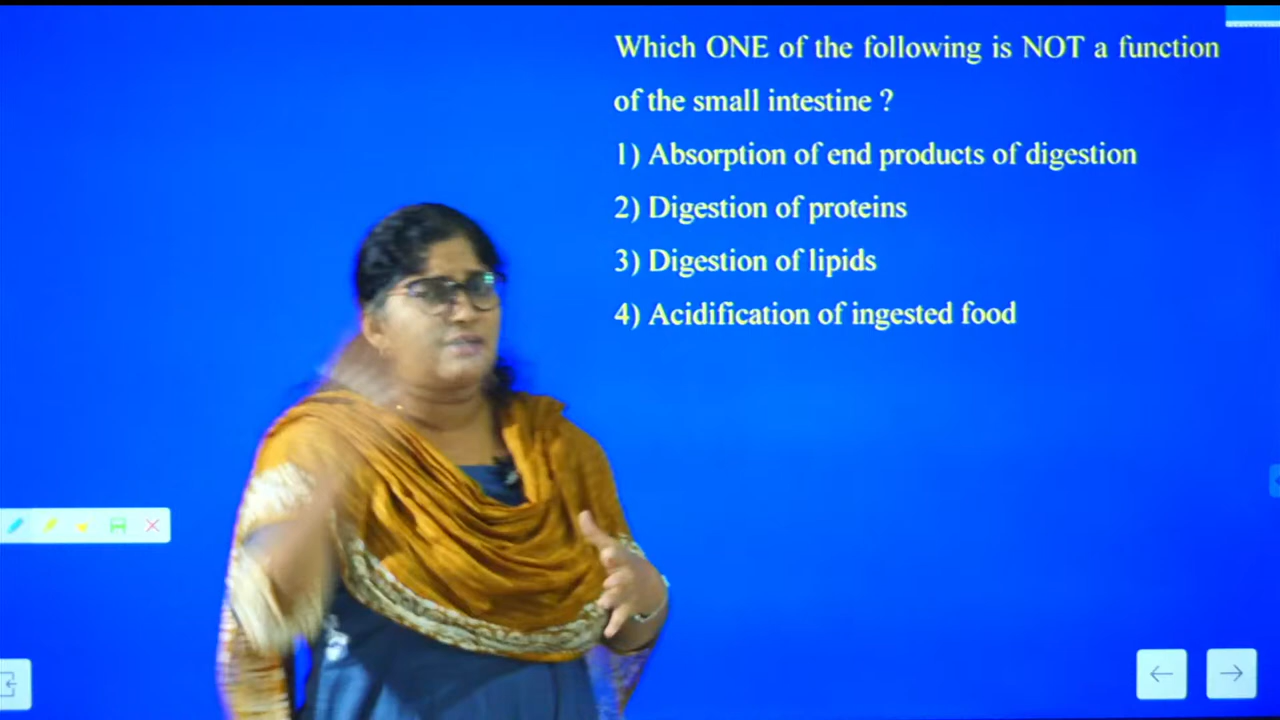 Which ONE of the following is NOT a function
of the small intestine ?
1) Absorption of end products of digestion
2) Digestion of proteins
3) Digestion of lipids
4) Acidification of ingested food